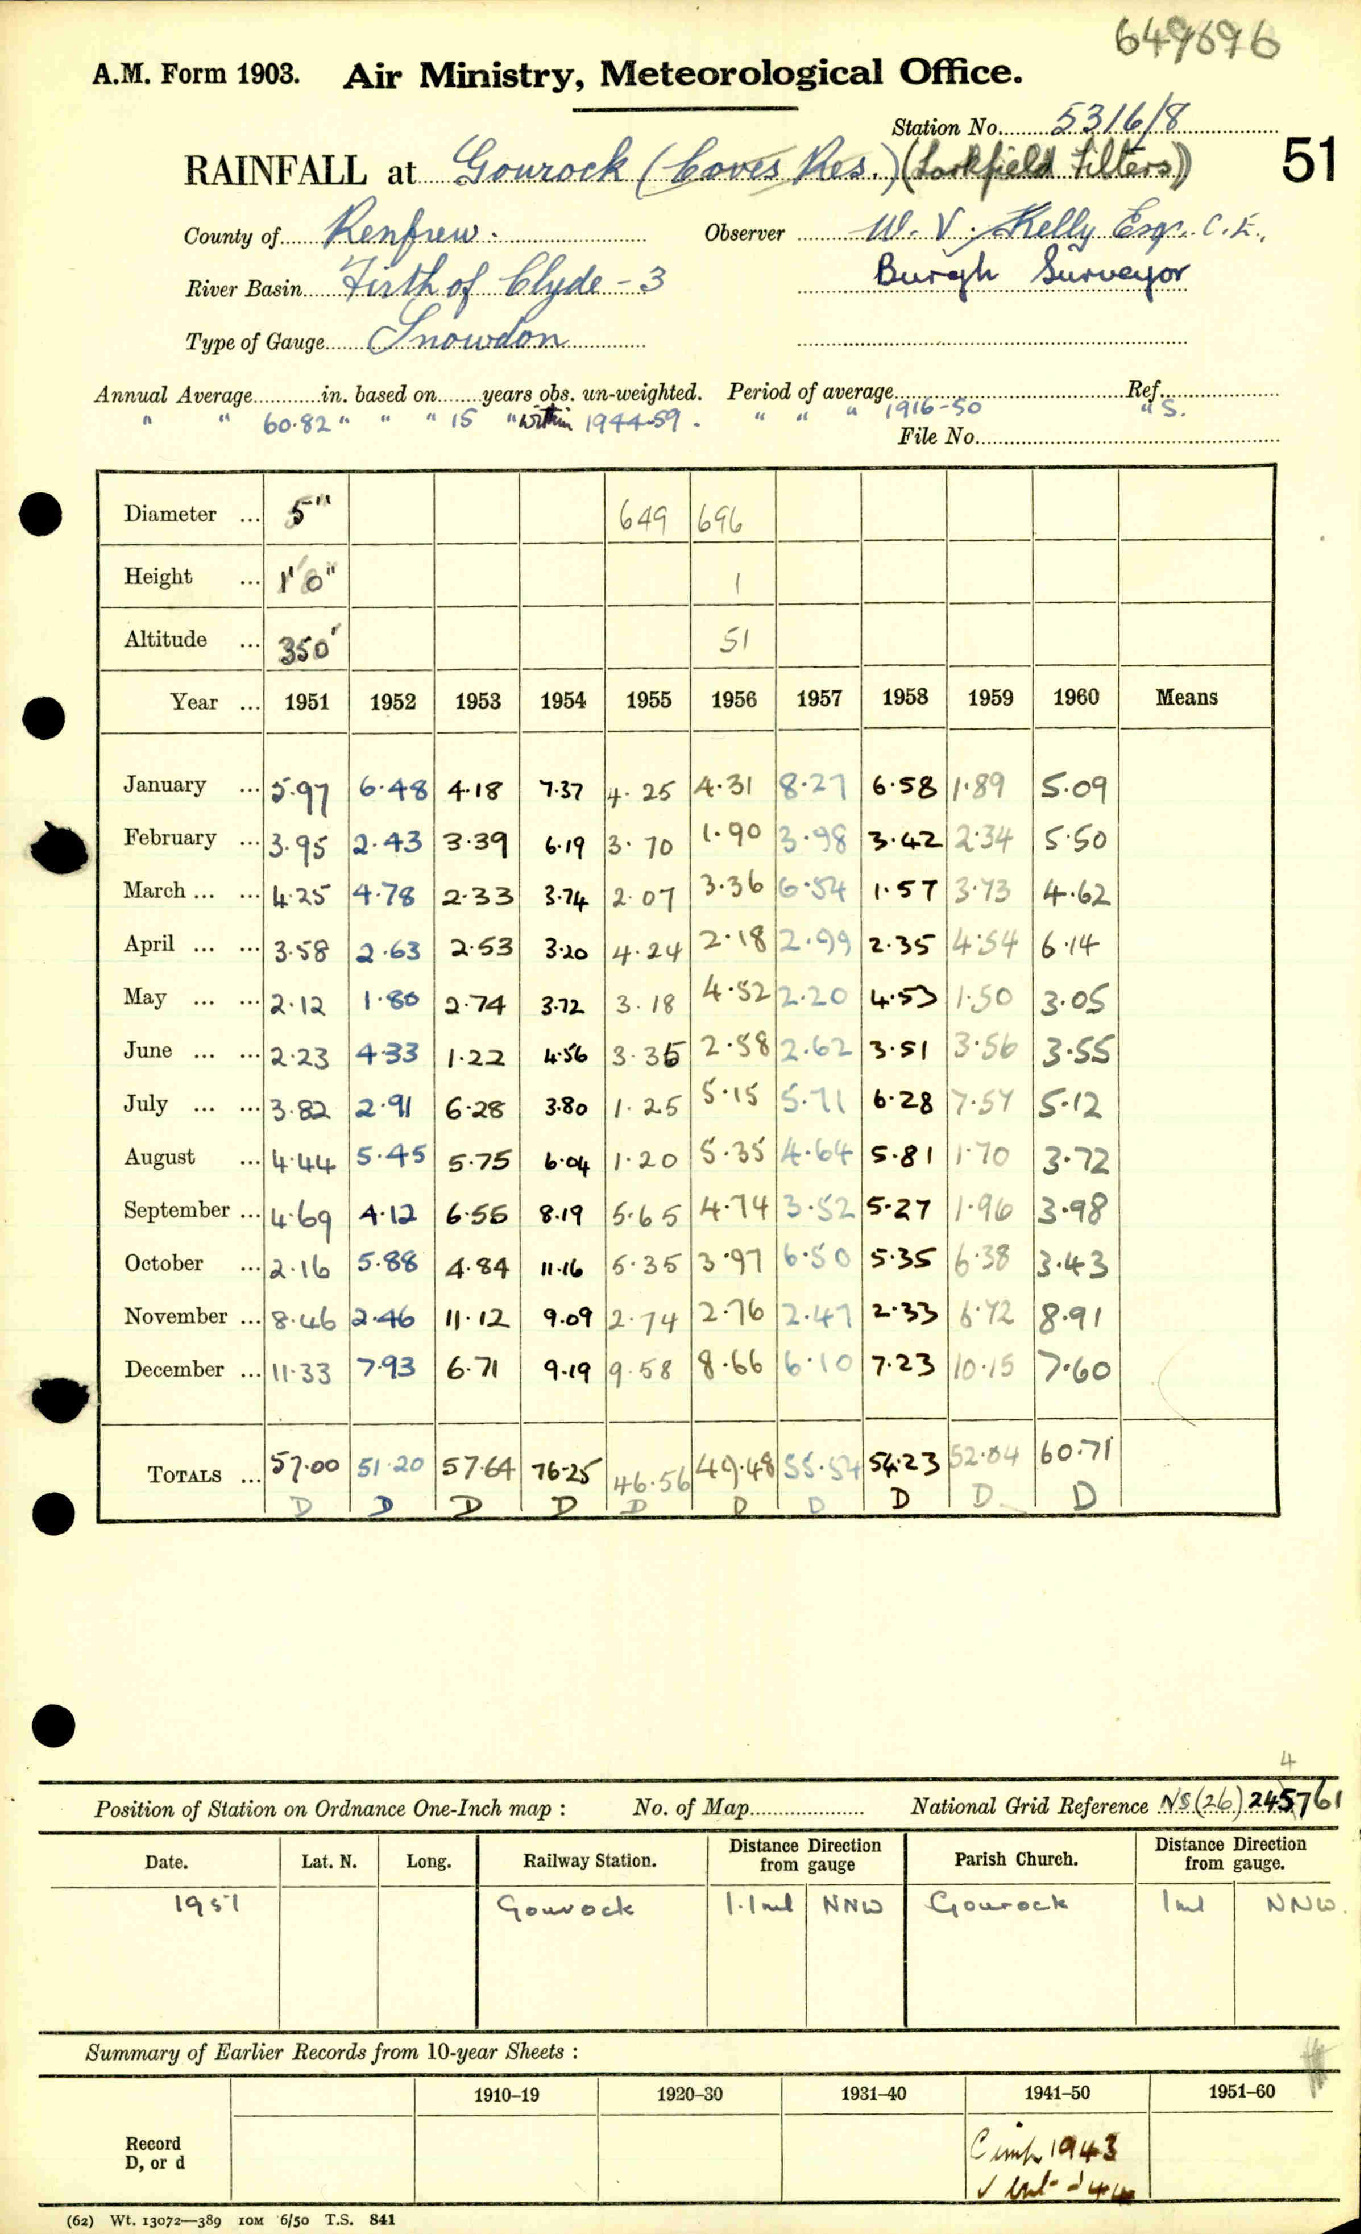 649696
A.M. Form 1903. Air Ministry, Meteorological Office.
Station No. 5316/8
RAINFALL at Gourock (Coves Res.) (Larkfield Filters) 51
County of Renfrew. Observer W. V. Kelly Esq. C.E.,
River Basin Firth of Clyde - 3 Burgh Surveyor
Type of Gauge Snowdon
Annual Average in. based on years obs. un-weighted. Period of average Ref.
" " 60.82 " " " 15 " within 1944-59. " " " 1916-50 " S.
File No.
Diameter ... 5" 649 696
Height ... 1' 0" 1
Altitude ... 350' 51
Year ... 1951 1952 1953 1954 1955 1956 1957 1958 1959 1960 Means
January ... 5.97 6.48 4.18 7.37 4.25 4.31 8.27 6.58 1.89 5.09
February ... 3.95 2.43 3.39 6.19 3.70 1.90 3.98 3.42 2.34 5.50
March ... ... 4.25 4.78 2.33 3.74 2.07 3.36 6.54 1.57 3.73 4.62
April ... ... 3.58 2.63 2.53 3.20 4.24 2.18 2.99 2.35 4.54 6.14
May ... ... 2.12 1.80 2.74 3.72 3.18 4.52 2.20 4.53 1.50 3.05
June ... ... 2.23 4.33 1.22 4.56 3.35 2.58 2.62 3.51 3.56 3.55
July ... ... 3.82 2.91 6.28 3.80 1.25 5.15 5.71 6.28 7.57 5.12
August ... 4.44 5.45 5.75 6.04 1.20 5.35 4.64 5.81 1.70 3.72
September ... 4.69 4.12 6.55 8.19 5.65 4.74 3.52 5.27 1.96 3.98
October ... 2.16 5.88 4.84 11.16 5.35 3.97 6.50 5.35 6.38 3.43
November ... 8.46 2.46 11.12 9.09 2.74 2.76 2.47 2.33 6.72 8.91
December ... 11.33 7.93 6.71 9.19 9.58 8.66 6.10 7.23 10.15 7.60
TOTALS ... 57.00 51.20 57.64 76.25 46.56 49.48 55.54 54.23 52.04 60.71
D D D D D D D D D D
4
Position of Station on Ordnance One-Inch map : No. of Map National Grid Reference NS(26) 245761
Date. Lat. N. Long. Railway Station. Distance from Direction gauge Parish Church. Distance from Direction gauge.
1951 Gourock 1.1ml NNW Gourock 1ml NNW.
Summary of Earlier Records from 10-year Sheets :
1910–19 1920–30 1931–40 1941–50 1951–60
Record
D, or d
1943
(62) Wt. 13072—389 10M 6/50 T.S. 841